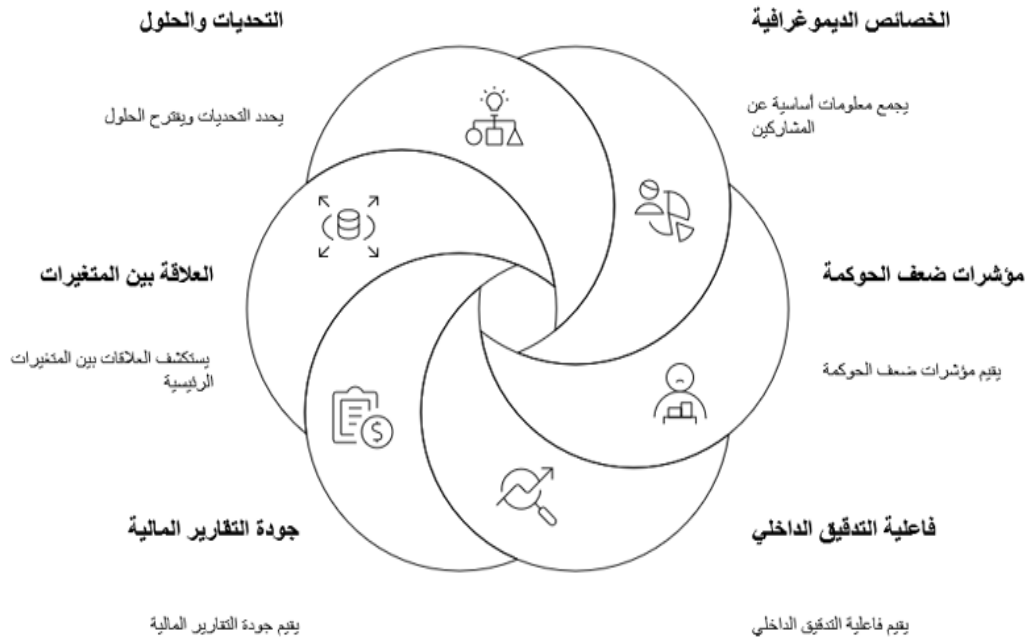 الخصائص الديموغرافية
يجمع معلومات أساسية عن
المشاركين
مؤشرات ضعف الحوكمة
يقيم مؤشرات ضعف الحوكمة
فاعلية التدقيق الداخلي
يقيم فاعلية التدقيق الداخلي
جودة التقارير المالية
يقيم جودة التقارير المالية
العلاقة بين المتغيرات
يستكشف العلاقات بين المتغيرات
الرئيسية
التحديات والحلول
يحدد التحديات ويقترح الحلول
$